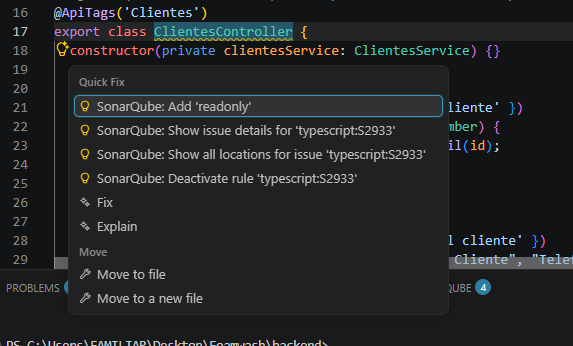 16 @ApiTags('Clientes')
17 export class ClientesController {
18 constructor(private clientesService: ClientesService) {}
19
Quick Fix
20
SonarQube: Add 'readonly'
21 cliente' })
SonarQube: Show issue details for 'typescript:S2933'
22 mber) {
SonarQube: Show all locations for issue 'typescript:S2933'
23 il(id);
24
SonarQube: Deactivate rule 'typescript:S2933'
25
Fix
26
Explain
27
28 l cliente' })
Move
29 Cliente", "Telef
Move to file
PROBLEMS QUBE 4
Move to a new file
PS C:\Users\FAMILIAR\Desktop\Foamwash\backend>